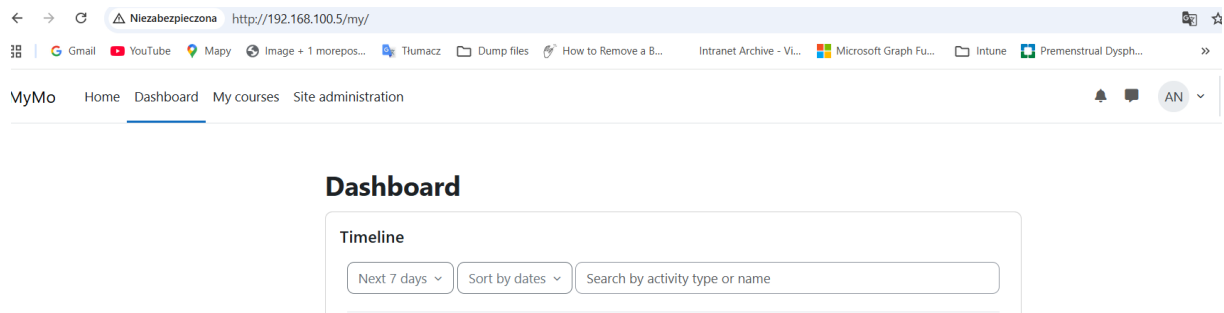 Niezabezpieczona http://192.168.100.5/my/
Gmail YouTube Mapy Image + 1 morepos... Tłumacz Dump files How to Remove a B... Intranet Archive - Vi... Microsoft Graph Fu... Intune Premenstrual Dysph... »
MyMo Home Dashboard My courses Site administration AN
Dashboard
Timeline
Next 7 days Sort by dates Search by activity type or name